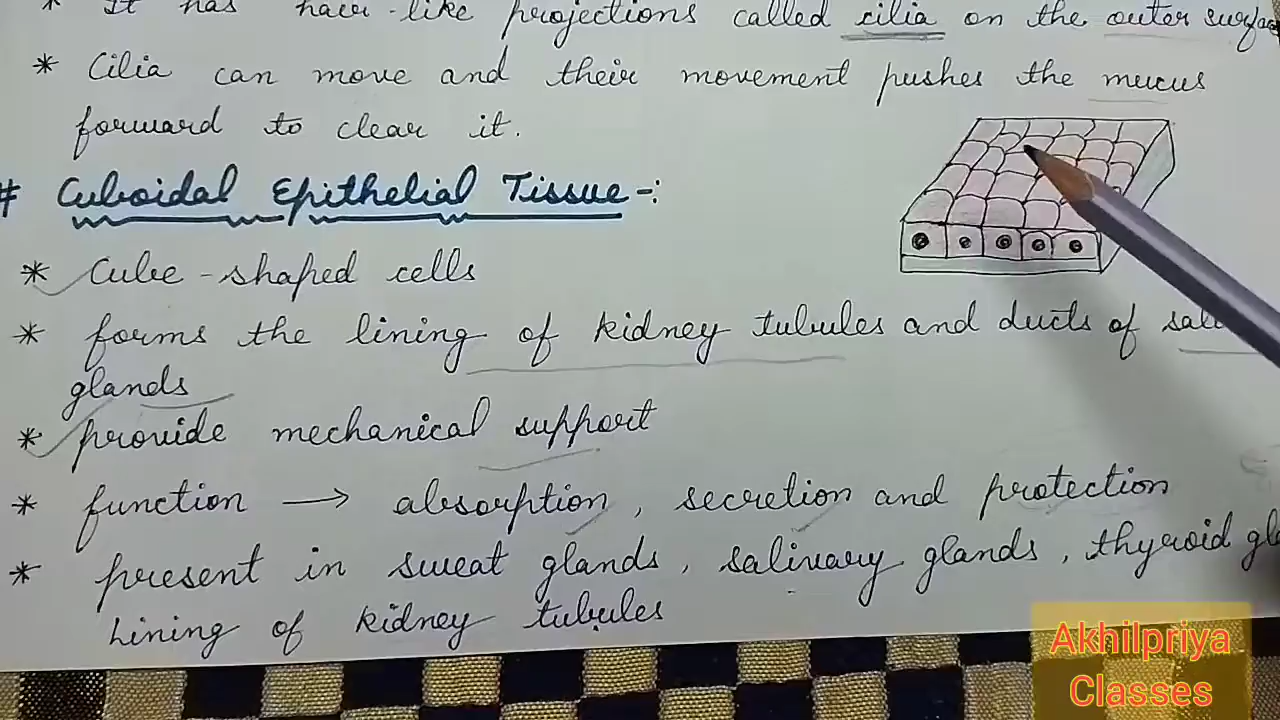 * It has hair-like projections called cilia on the outer surfac
* Cilia can move and their movement pushes the mucus
forward to clear it.
# Cuboidal Epithelial Tissue -:
* Cube-shaped cells
* forms the lining of kidney tubules and ducts of
glands
* provide mechanical support
* function → absorption, secretion and protection
* present in sweat glands, salivary glands, thyroid gl
Lining of kidney tubules
Akhilpriya
Classes